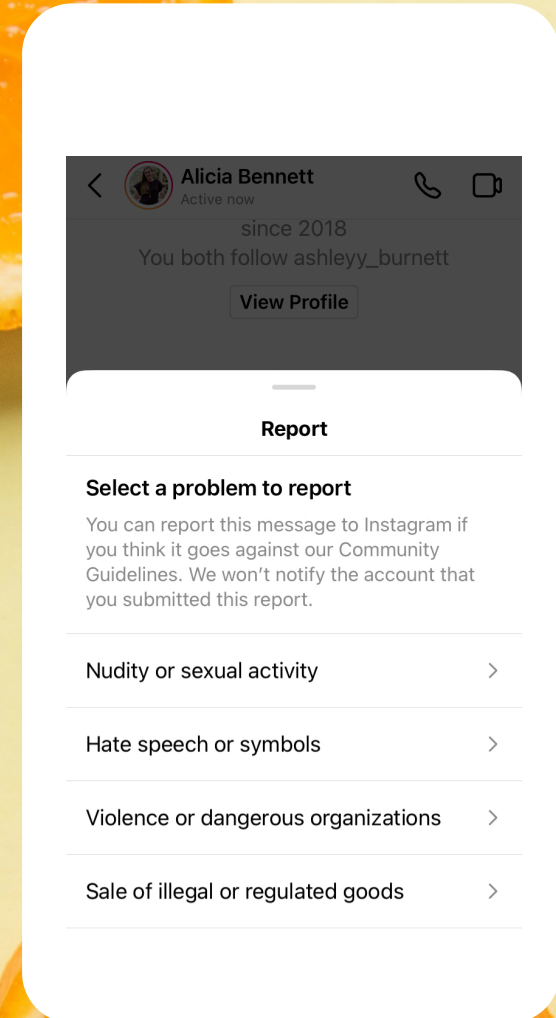 Alicia Bennett
Active now
since 2018
You both follow ashleyy_burnett
View Profile
Report
Select a problem to report
You can report this message to Instagram if
you think it goes against our Community
Guidelines. We won’t notify the account that
you submitted this report.
Nudity or sexual activity
Hate speech or symbols
Violence or dangerous organizations
Sale of illegal or regulated goods